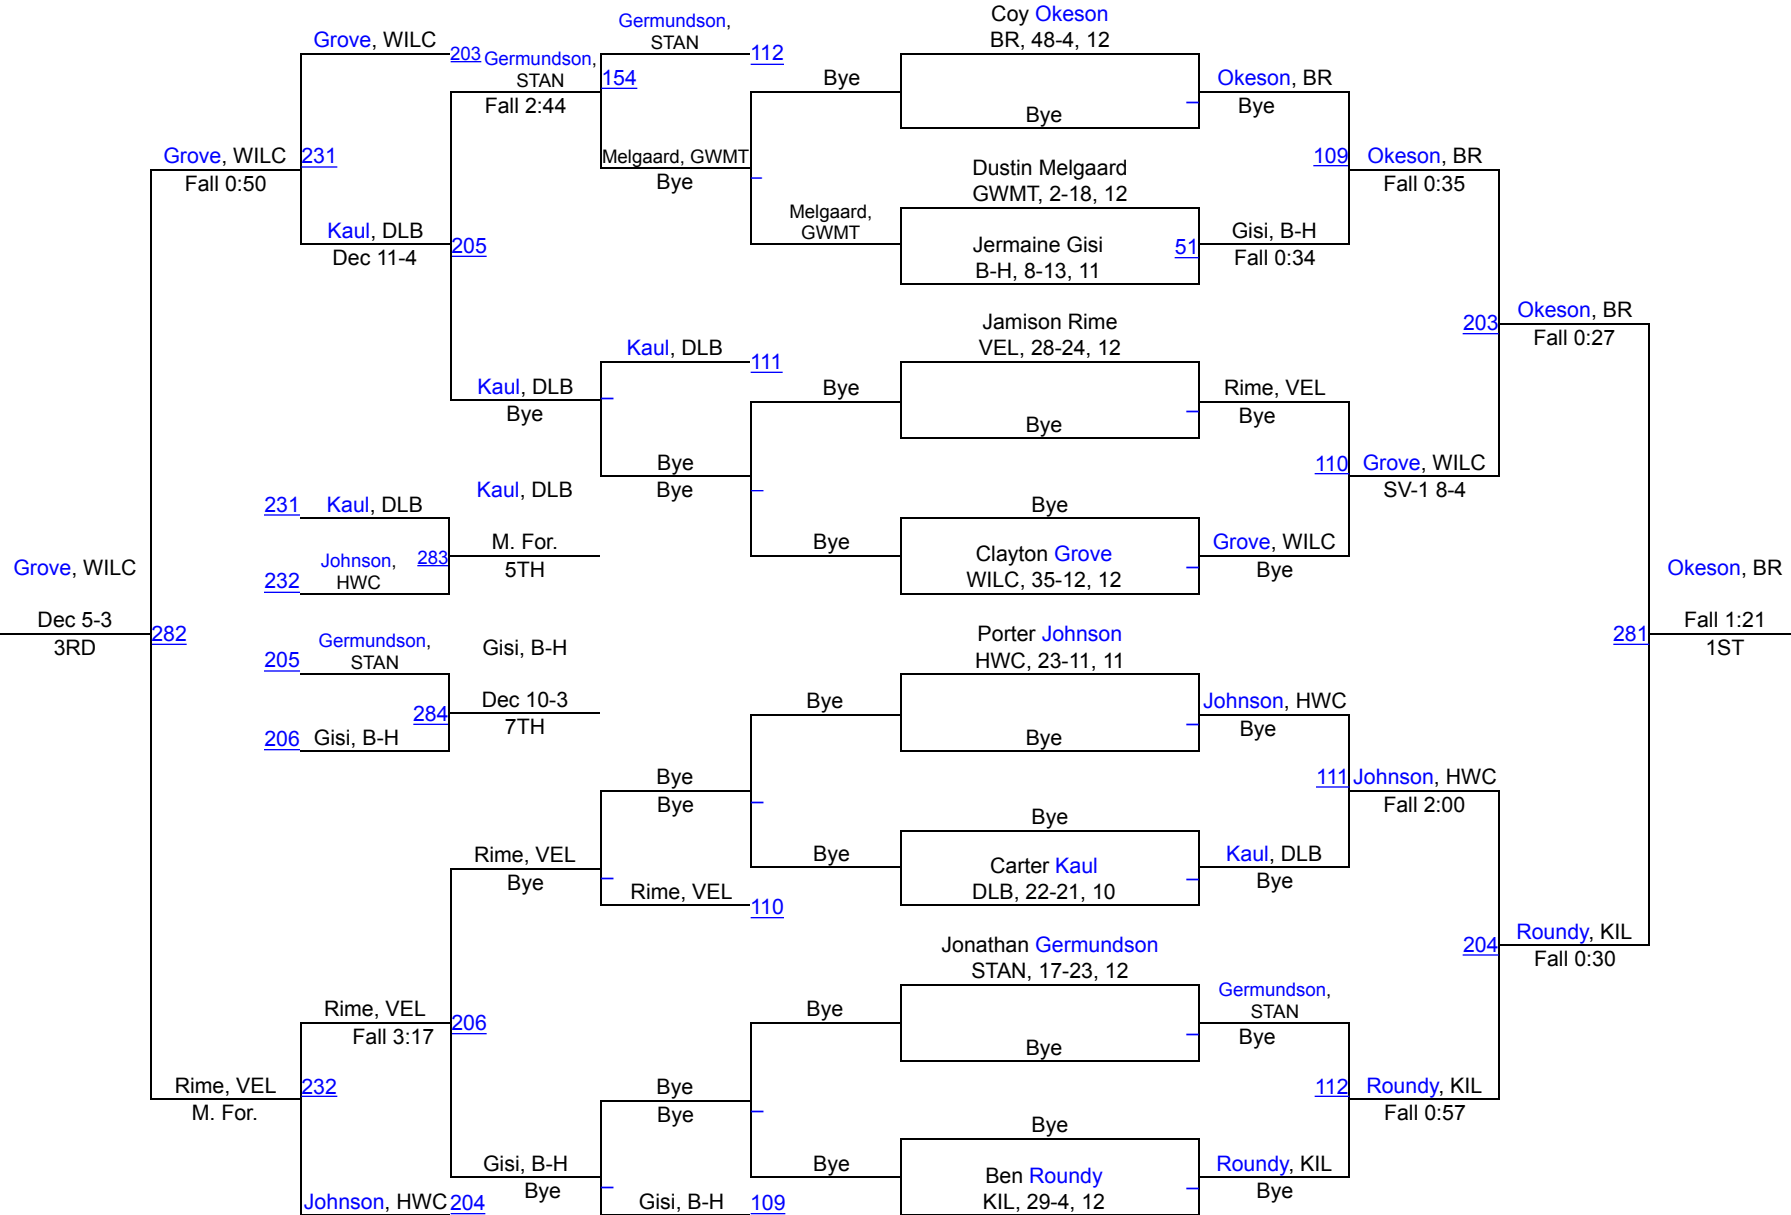 Coy Okeson
BR, 48-4, 12
Germundson,
STAN
112
Grove, WILC
203
Germundson,
STAN
154
Fall 2:44
Bye
Bye
Okeson, BR
Bye
Melgaard, GWMT
Bye
Grove, WILC
231
Fall 0:50
Dustin Melgaard
GWMT, 2-18, 12
109
Okeson, BR
Fall 0:35
Melgaard,
GWMT
Jermaine Gisi
B-H, 8-13, 11
51
Gisi, B-H
Fall 0:34
Kaul, DLB
Dec 11-4
205
Jamison Rime
VEL, 28-24, 12
203
Okeson, BR
Fall 0:27
Kaul, DLB
111
Kaul, DLB
Bye
Bye
Bye
Rime, VEL
Bye
Bye
Bye
110
Grove, WILC
SV-1 8-4
231
Kaul, DLB
Kaul, DLB
Bye
M. For.
5TH
Johnson,
HWC
283
232
Bye
Clayton Grove
WILC, 35-12, 12
Grove, WILC
Bye
Grove, WILC
Dec 5-3
3RD
282
Okeson, BR
Fall 1:21
1ST
281
Germundson,
STAN
205
Gisi, B-H
Porter Johnson
HWC, 23-11, 11
284
Dec 10-3
7TH
206
Gisi, B-H
Bye
Bye
Johnson, HWC
Bye
Bye
Bye
111
Johnson, HWC
Fall 2:00
Bye
Rime, VEL
Bye
Bye
Carter Kaul
DLB, 22-21, 10
Kaul, DLB
Bye
Rime, VEL
110
Jonathan Germundson
STAN, 17-23, 12
204
Roundy, KIL
Fall 0:30
Rime, VEL
Fall 3:17
206
Bye
Bye
Germundson,
STAN
Bye
Rime, VEL
232
M. For.
Bye
Bye
112
Roundy, KIL
Fall 0:57
Bye
Gisi, B-H
Bye
Bye
Ben Roundy
KIL, 29-4, 12
Roundy, KIL
Bye
Johnson, HWC
204
Gisi, B-H
109